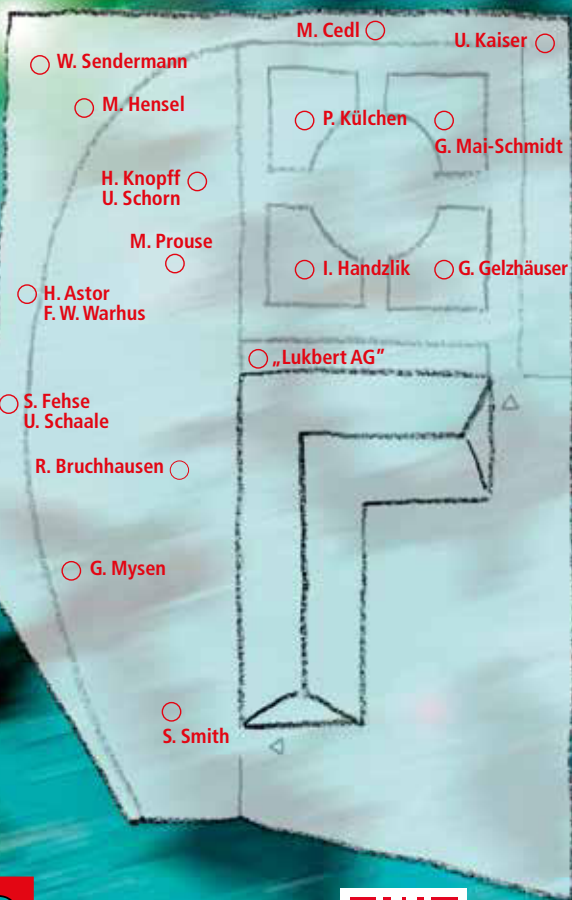 M. Cedl
U. Kaiser
W. Sendermann
M. Hensel
P. Külchen
G. Mai-Schmidt
H. Knopff
U. Schorn
M. Prouse
I. Handzlik
G. Gelzhäuser
H. Astor
F. W. Warhus
„Lukbert AG”
S. Fehse
U. Schaale
R. Bruchhausen
G. Mysen
S. Smith